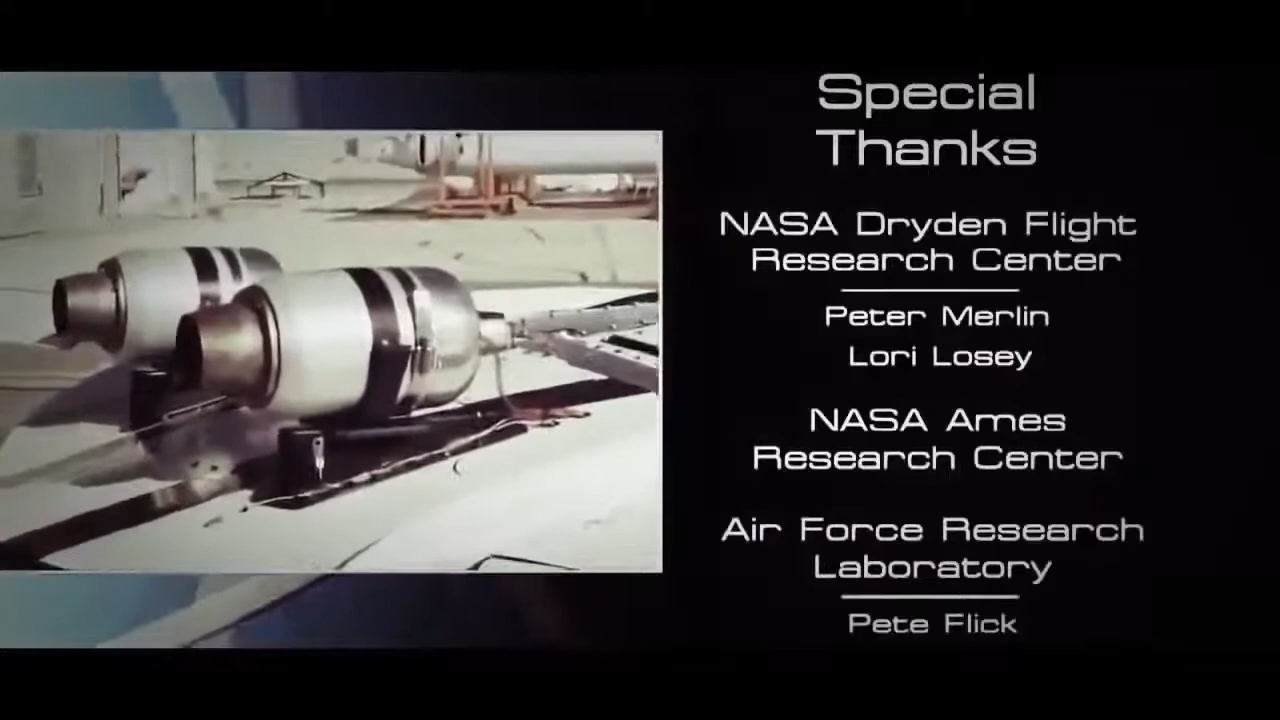 Special
Thanks
NASA Dryden Flight
Research Center
Peter Merlin
Lori Losey
NASA Ames
Research Center
Air Force Research
Laboratory
Pete Flick